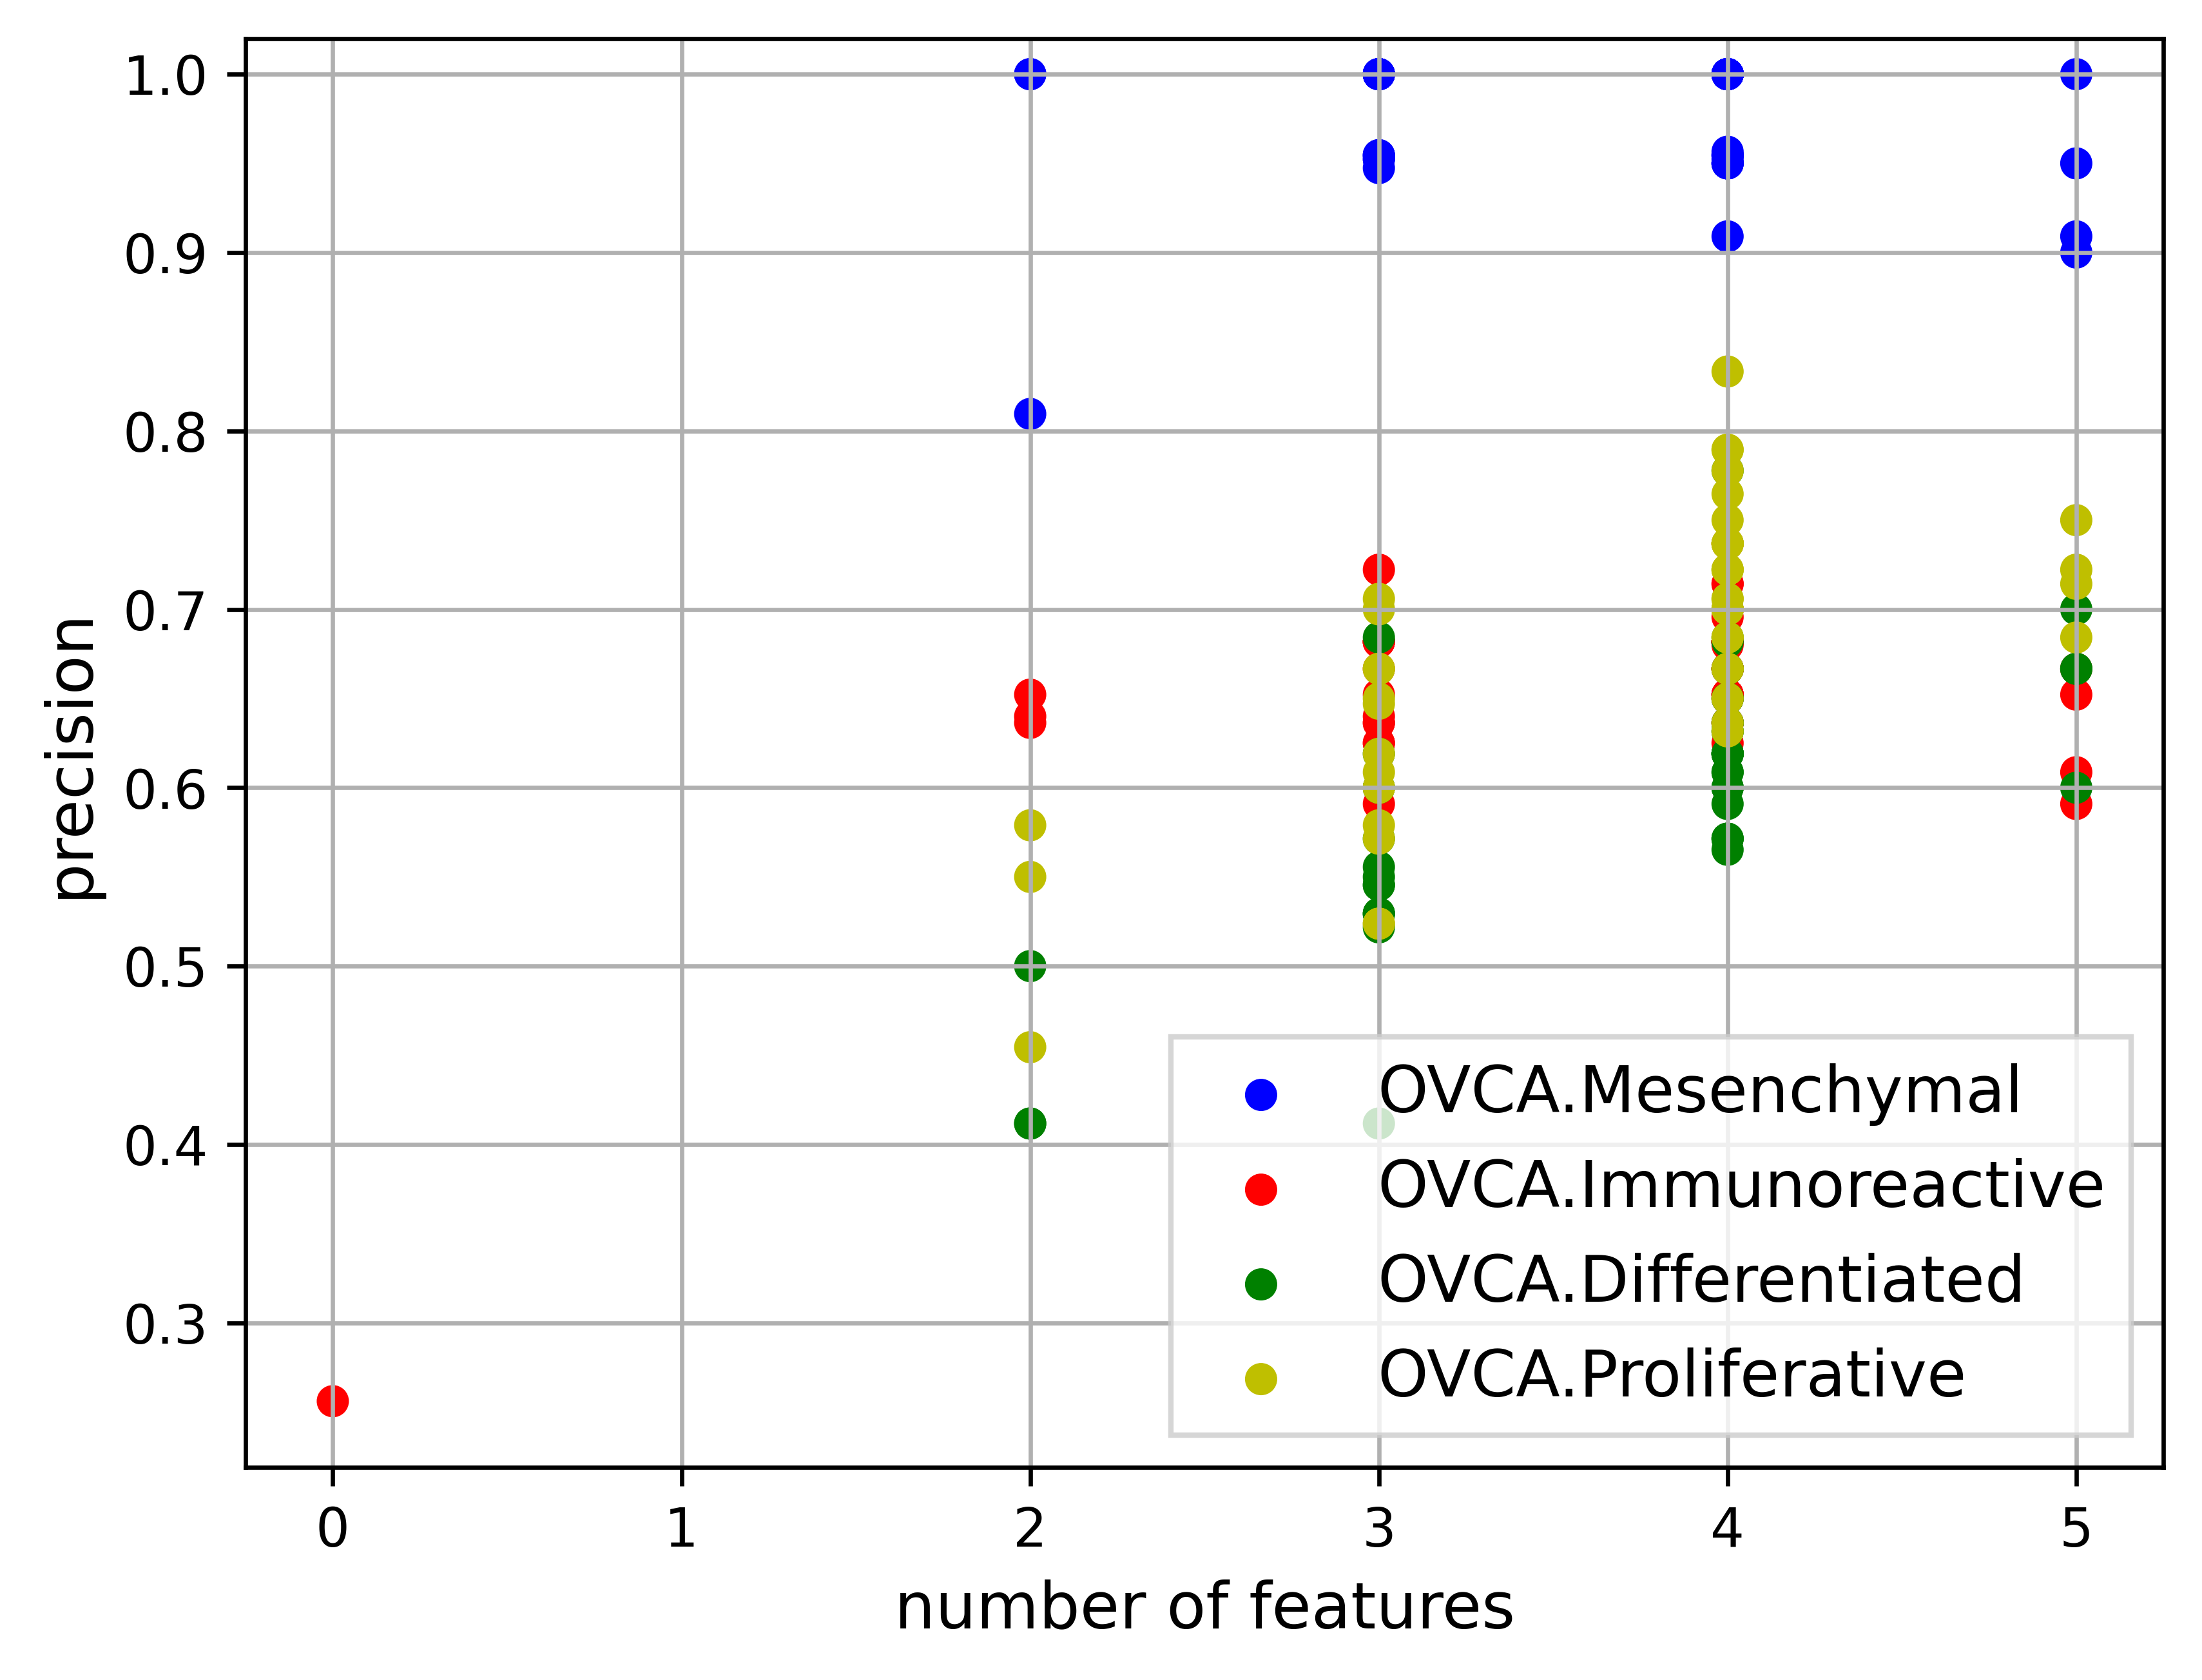 1.0
0.9
0.8
0.7
0.6
0.5
0.4
0.3
precision
OVCA.Mesenchymal
OVCA.Immunoreactive
OVCA.Differentiated
OVCA.Proliferative
0 1 2 3 4 5
number of features